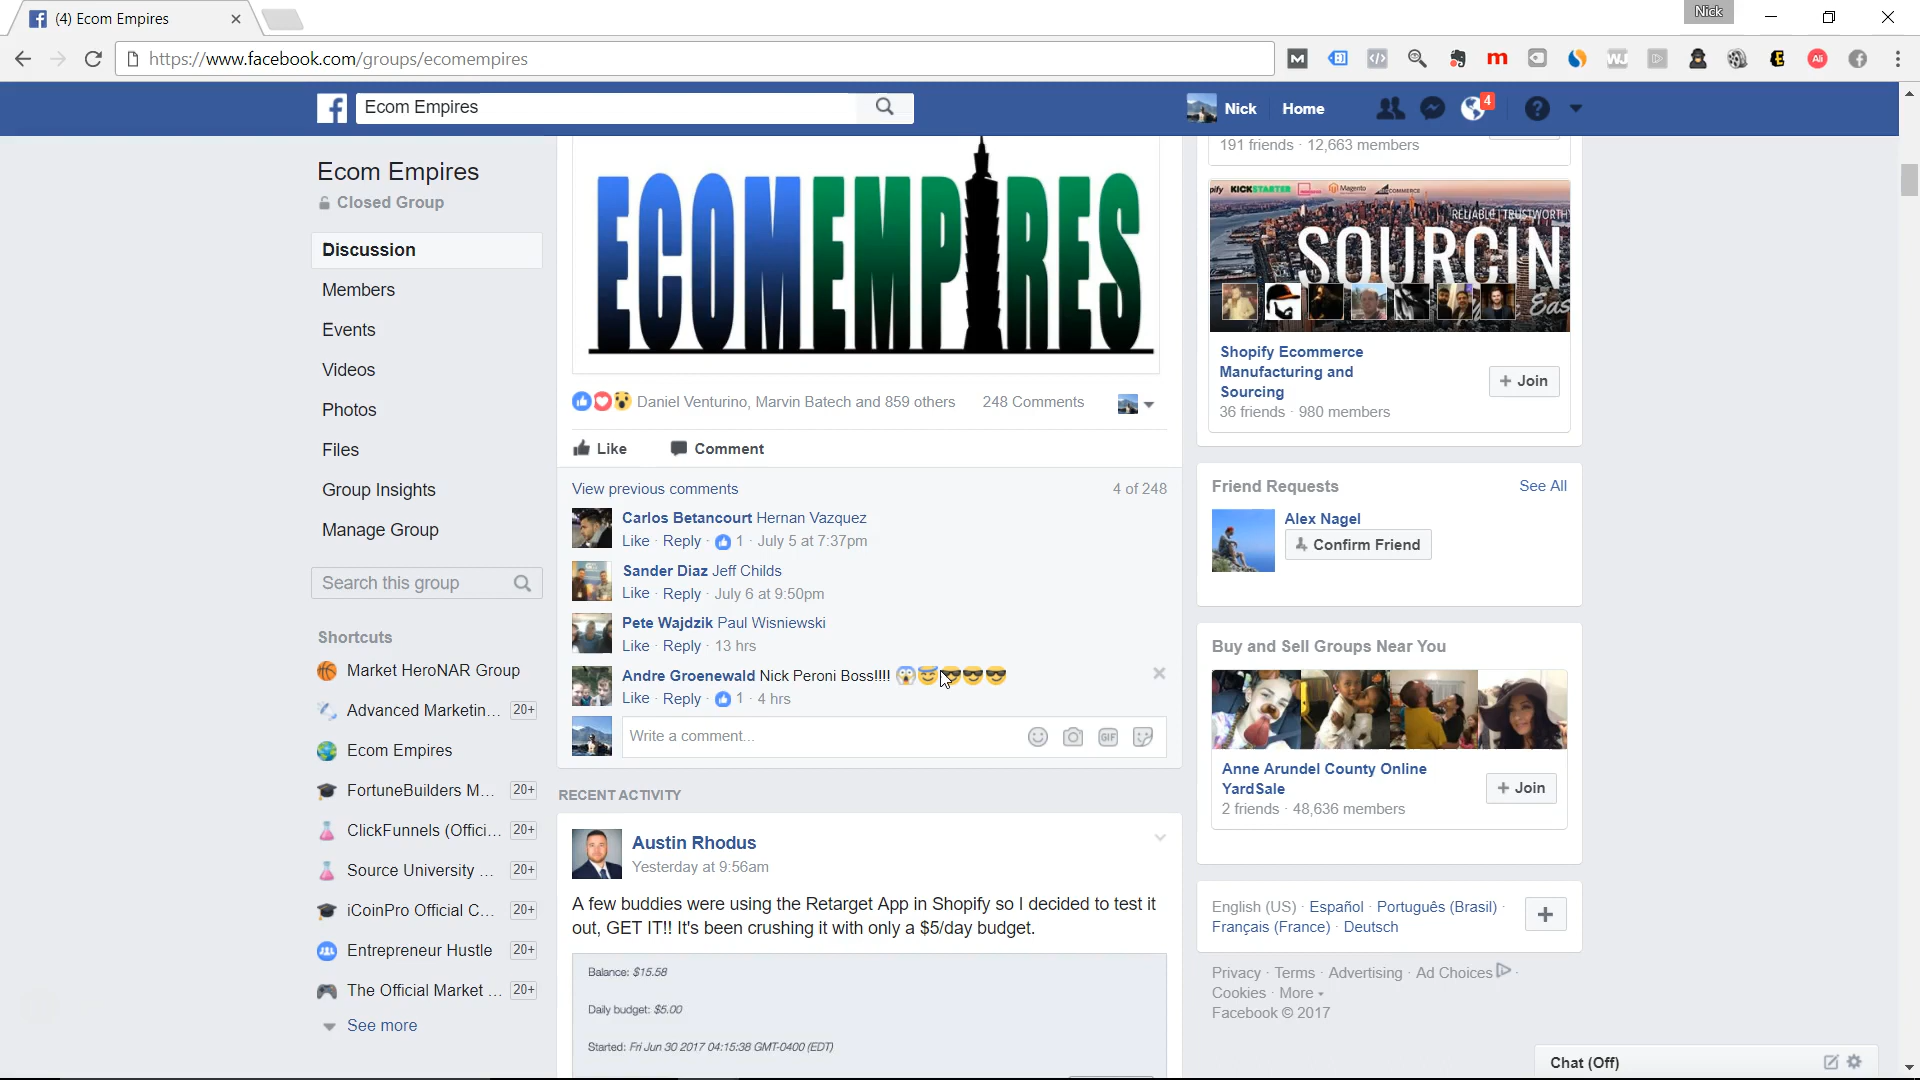 (4) Ecom Empires
Nick
https://www.facebook.com/groups/ecomempires
Ecom Empires
Nick
Home
4
Ecom Empires
Closed Group
Discussion
Members
Events
Videos
Photos
Files
Group Insights
Manage Group
Search this group
Shortcuts
Market HeroNAR Group
Advanced Marketin... 20+
Ecom Empires
FortuneBuilders M... 20+
ClickFunnels (Offici... 20+
Source University ... 20+
iCoinPro Official C... 20+
Entrepreneur Hustle 20+
The Official Market ... 20+
See more
ECOMEMPIRES
Daniel Venturino, Marvin Batech and 859 others 248 Comments
Like Comment
View previous comments 4 of 248
Carlos Betancourt Hernan Vazquez
Like · Reply · 1 · July 5 at 7:37pm
Sander Diaz Jeff Childs
Like · Reply · July 6 at 9:50pm
Pete Wajdzik Paul Wisniewski
Like · Reply · 13 hrs
Andre Groenewald Nick Peroni Boss!!!! 😱😇😎😎😎
Like · Reply · 1 · 4 hrs
Write a comment...
GIF
RECENT ACTIVITY
Austin Rhodus
Yesterday at 9:56am
A few buddies were using the Retarget App in Shopify so I decided to test it
out, GET IT!! It's been crushing it with only a $5/day budget.
Balance: $15.58
Daily budget: $5.00
Started: Fri Jun 30 2017 04:15:38 GMT-0400 (EDT)
191 friends · 12,663 members
pify KICKSTARTER Magento COMMERCE
RELIABLE | TRUSTWORTHY
SOURCIN
Eas
Shopify Ecommerce
Manufacturing and
Sourcing
+ Join
36 friends · 980 members
Friend Requests See All
Alex Nagel
Confirm Friend
Buy and Sell Groups Near You
Anne Arundel County Online
YardSale
+ Join
2 friends · 48,636 members
English (US) · Español · Português (Brasil) ·
Français (France) · Deutsch
+
Privacy · Terms · Advertising · Ad Choices ·
Cookies · More
Facebook © 2017
Chat (Off)